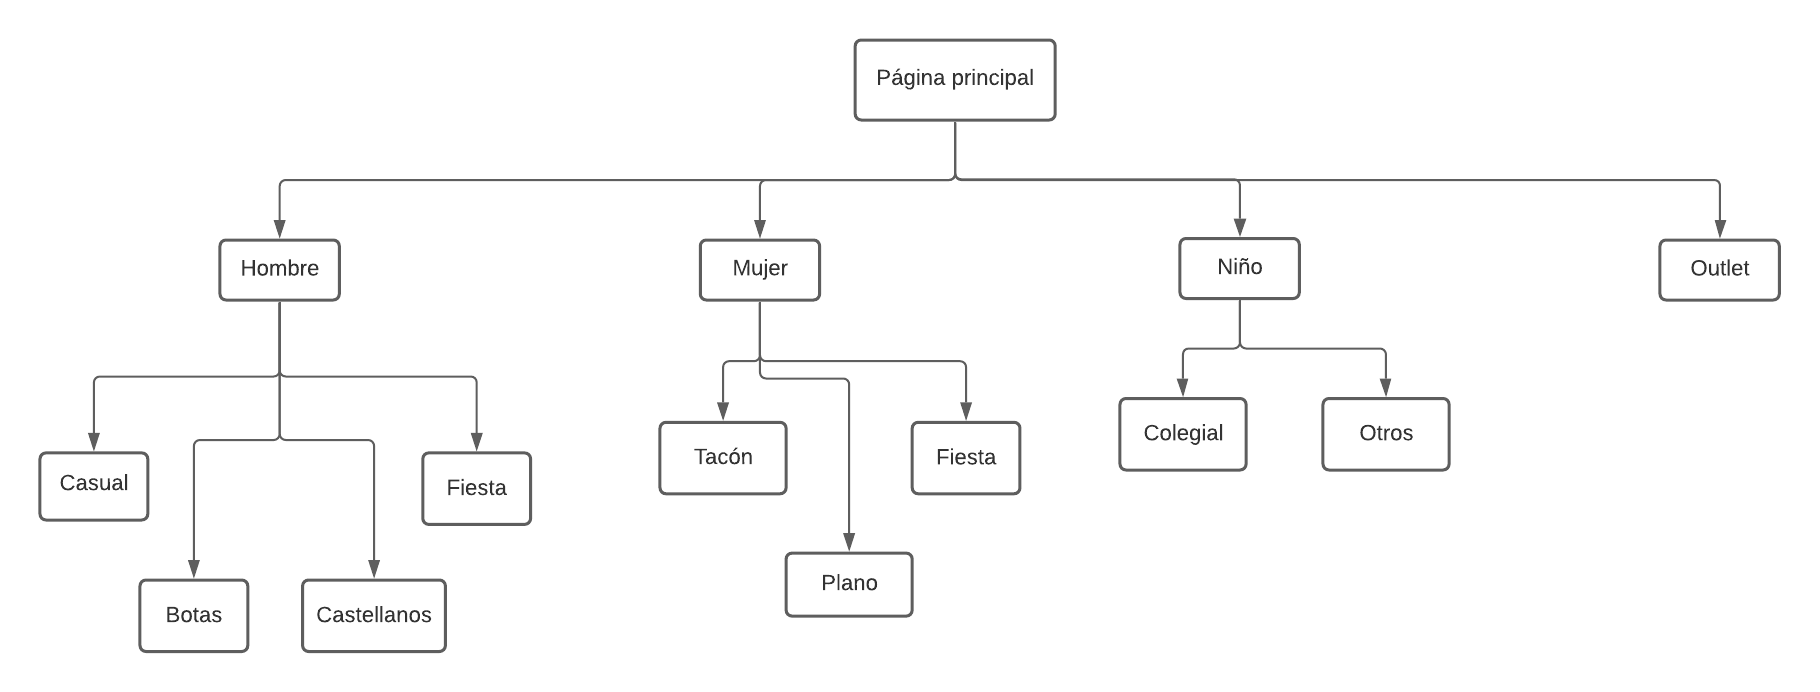 Página principal
Hombre
Mujer
Niño
Outlet
Casual
Fiesta
Botas
Castellanos
Tacón
Fiesta
Plano
Colegial
Otros